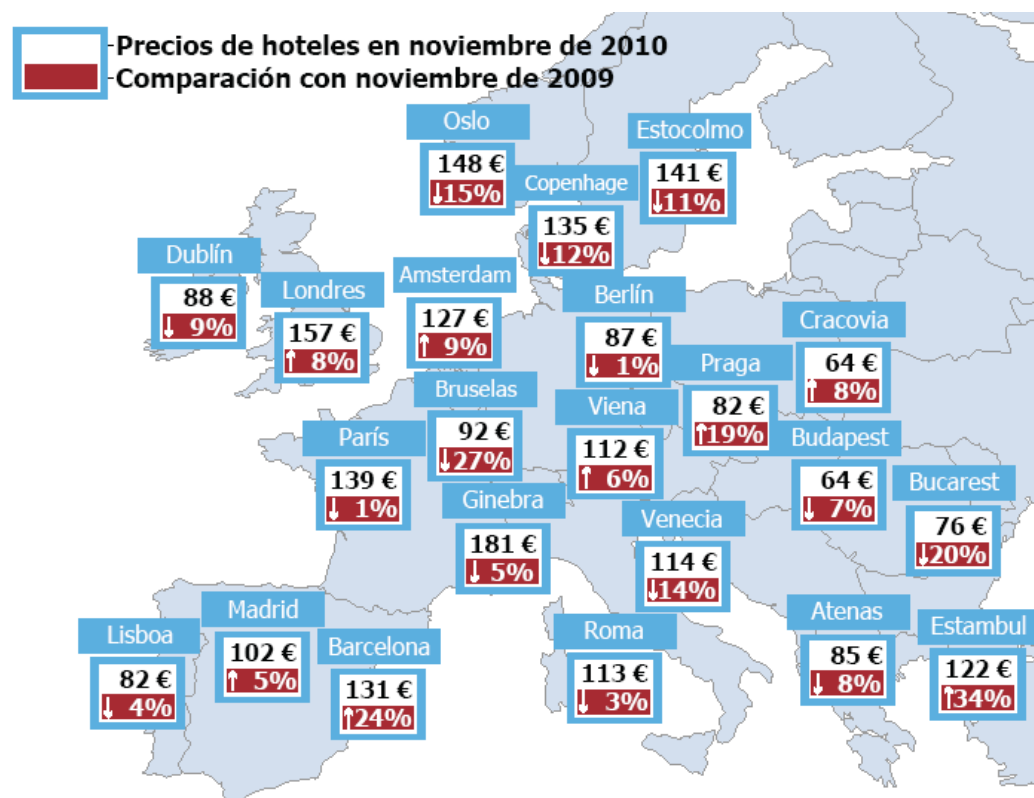 Precios de hoteles en noviembre de 2010
Comparación con noviembre de 2009
Oslo
148 €
↓15%
Estocolmo
141 €
↓11%
Copenhage
135 €
↓12%
Dublín
88 €
↓ 9%
Londres
157 €
↑ 8%
Amsterdam
127 €
↑ 9%
Berlín
87 €
↓ 1%
Cracovia
64 €
↑ 8%
Praga
82 €
↑19%
Bruselas
92 €
↓27%
Viena
112 €
↑ 6%
París
139 €
↓ 1%
Budapest
64 €
↓ 7%
Bucarest
76 €
↓20%
Ginebra
181 €
↓ 5%
Venecia
114 €
↓14%
Madrid
102 €
↑ 5%
Lisboa
82 €
↓ 4%
Barcelona
131 €
↑24%
Roma
113 €
↓ 3%
Atenas
85 €
↓ 8%
Estambul
122 €
↑34%